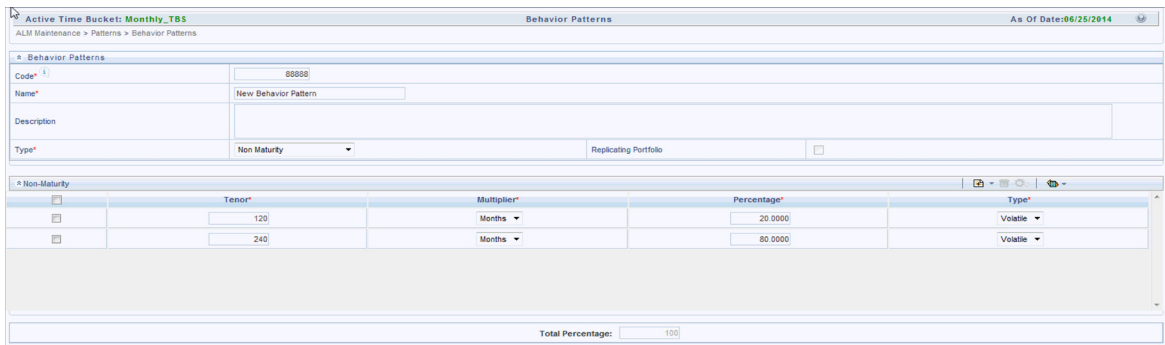 Active Time Bucket: Monthly_TBS Behavior Patterns As Of Date:06/25/2014
ALM Maintenance > Patterns > Behavior Patterns
Behavior Patterns
Code* 88888
Name* New Behavior Pattern
Description
Type* Non Maturity Replicating Portfolio
Non-Maturity
Tenor* Multiplier* Percentage* Type*
120 Months 20.0000 Volatile
240 Months 80.0000 Volatile
Total Percentage: 100